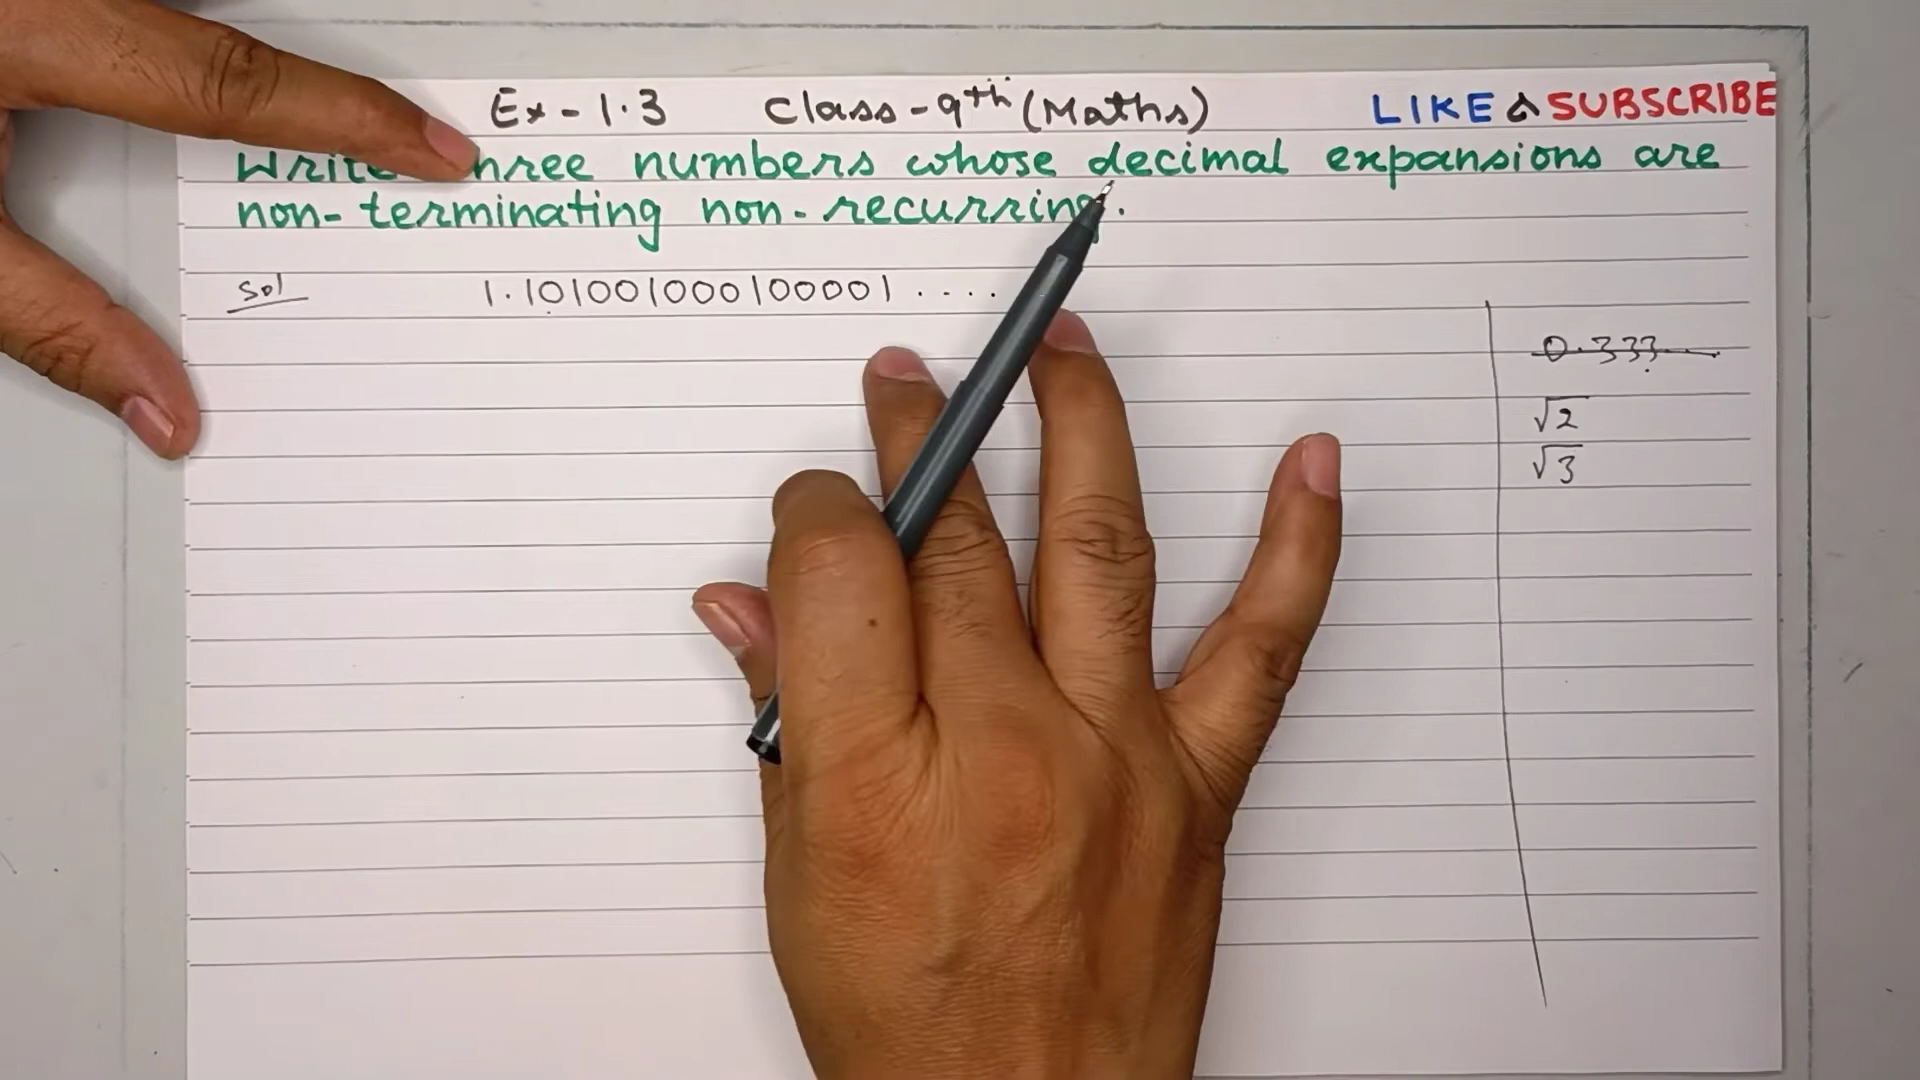 Ex - 1.3 Class - 9th (Maths) LIKE & SUBSCRIBE
Write three numbers whose decimal expansions are
non-terminating non-recurring.
Sol 1.101001000100001 ....
0.333....
√2
√3